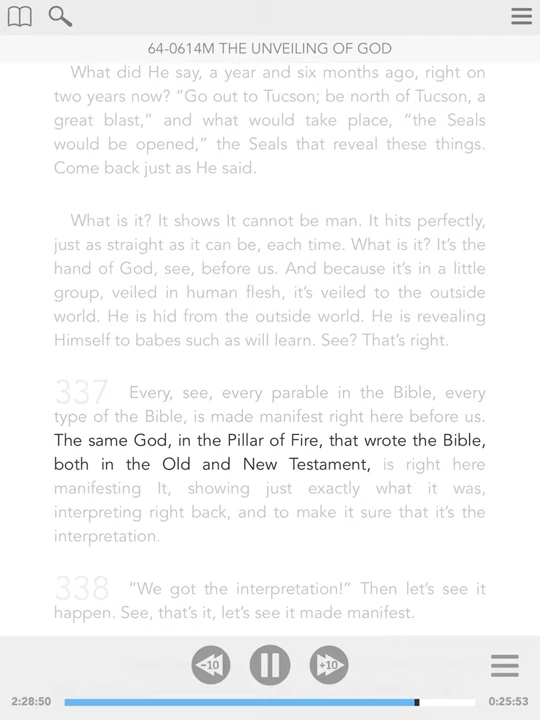 64-0614M THE UNVEILING OF GOD
What did He say, a year and six months ago, right on
two years now? “Go out to Tucson; be north of Tucson, a
great blast,” and what would take place, “the Seals
would be opened,” the Seals that reveal these things.
Come back just as He said.
What is it? It shows It cannot be man. It hits perfectly,
just as straight as it can be, each time. What is it? It’s the
hand of God, see, before us. And because it’s in a little
group, veiled in human flesh, it’s veiled to the outside
world. He is hid from the outside world. He is revealing
Himself to babes such as will learn. See? That’s right.
337 Every, see, every parable in the Bible, every
type of the Bible, is made manifest right here before us.
The same God, in the Pillar of Fire, that wrote the Bible,
both in the Old and New Testament, is right here
manifesting It, showing just exactly what it was,
interpreting right back, and to make it sure that it’s the
interpretation.
338 “We got the interpretation!” Then let’s see it
happen. See, that’s it, let’s see it made manifest.
-10 +10
2:28:50 0:25:53